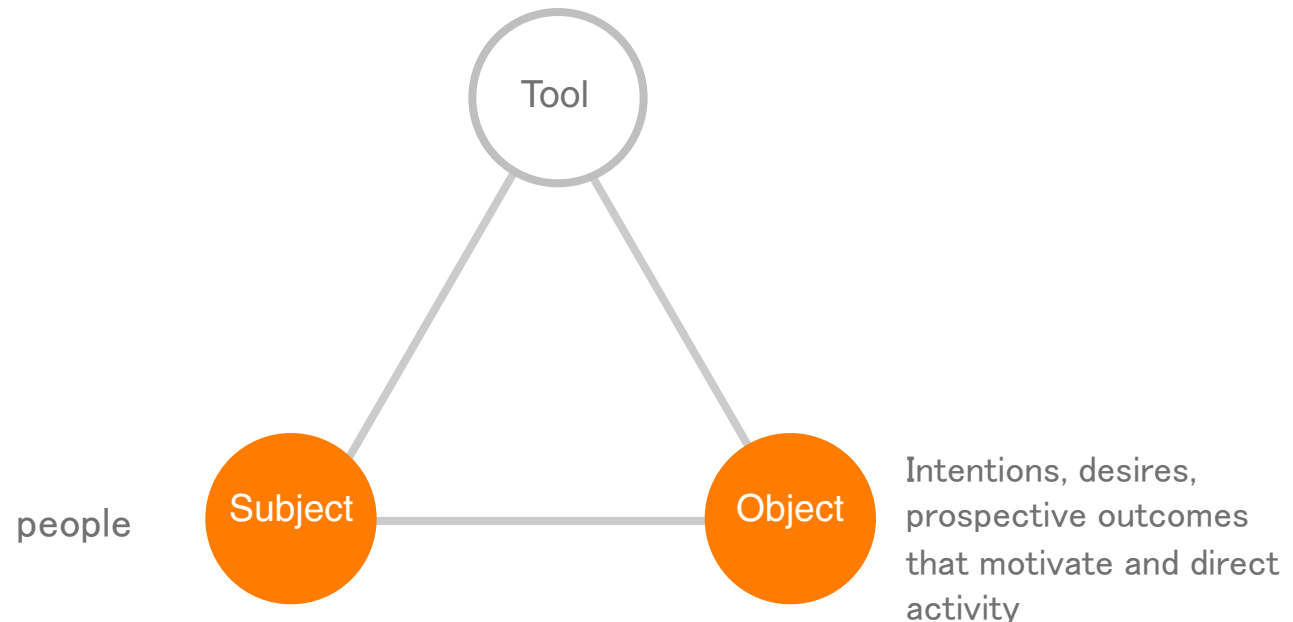 Tool
people
Subject
Object
Intentions, desires,
prospective outcomes
that motivate and direct
activity